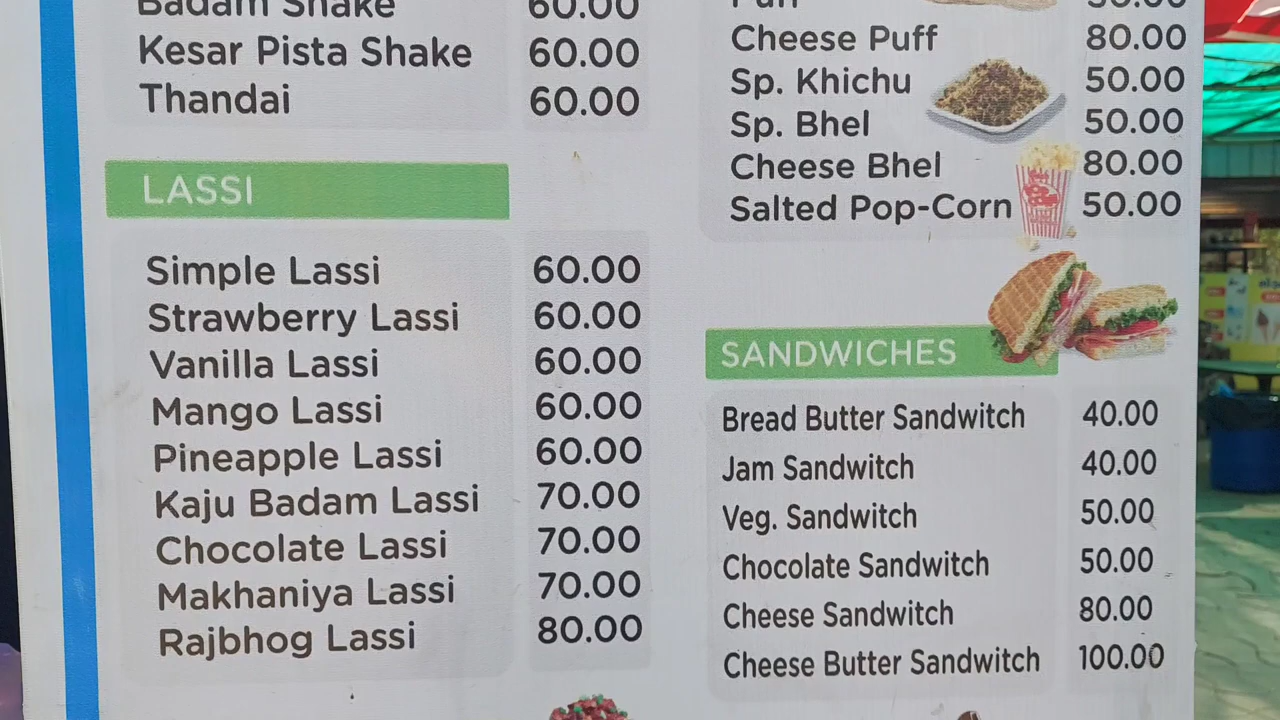 Badam Shake 60.00
Kesar Pista Shake 60.00
Thandai 60.00
LASSI
Simple Lassi 60.00
Strawberry Lassi 60.00
Vanilla Lassi 60.00
Mango Lassi 60.00
Pineapple Lassi 60.00
Kaju Badam Lassi 70.00
Chocolate Lassi 70.00
Makhaniya Lassi 70.00
Rajbhog Lassi 80.00
Cheese Puff 80.00
Sp. Khichu 50.00
Sp. Bhel 50.00
Cheese Bhel 80.00
Salted Pop-Corn 50.00
SANDWICHES
Bread Butter Sandwitch 40.00
Jam Sandwitch 40.00
Veg. Sandwitch 50.00
Chocolate Sandwitch 50.00
Cheese Sandwitch 80.00
Cheese Butter Sandwitch 100.00